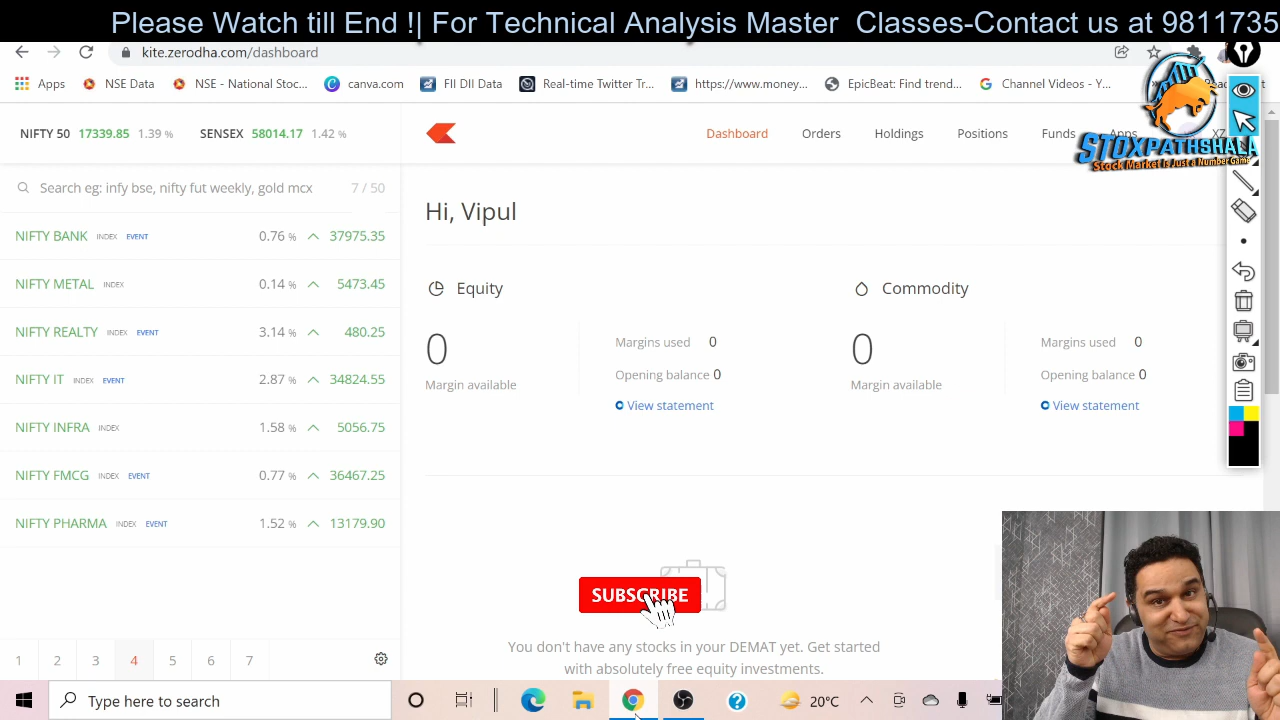 Please Watch till End !| For Technical Analysis Master Classes-Contact us at 9811735
kite.zerodha.com/dashboard
Apps NSE Data NSE - National Stoc... canva.com FII DII Data Real-time Twitter Tr... https://www.money... EpicBeat: Find trend... Channel Videos - Y...
NIFTY 50 17339.85 1.39 % SENSEX 58014.17 1.42 %
Dashboard Orders Holdings Positions Funds Apps XZ
STOXPATHSHALA
Stock Market is Just a Number Game
Search eg: infy bse, nifty fut weekly, gold mcx 7 / 50
NIFTY BANK INDEX EVENT 0.76 % 37975.35
NIFTY METAL INDEX 0.14 % 5473.45
NIFTY REALTY INDEX EVENT 3.14 % 480.25
NIFTY IT INDEX EVENT 2.87 % 34824.55
NIFTY INFRA INDEX 1.58 % 5056.75
NIFTY FMCG INDEX EVENT 0.77 % 36467.25
NIFTY PHARMA INDEX EVENT 1.52 % 13179.90
1 2 3 4 5 6 7
Hi, Vipul
Equity
0
Margin available
Margins used 0
Opening balance 0
View statement
Commodity
0
Margin available
Margins used 0
Opening balance 0
View statement
SUBSCRIBE
You don't have any stocks in your DEMAT yet. Get started
with absolutely free equity investments.
Type here to search
20°C